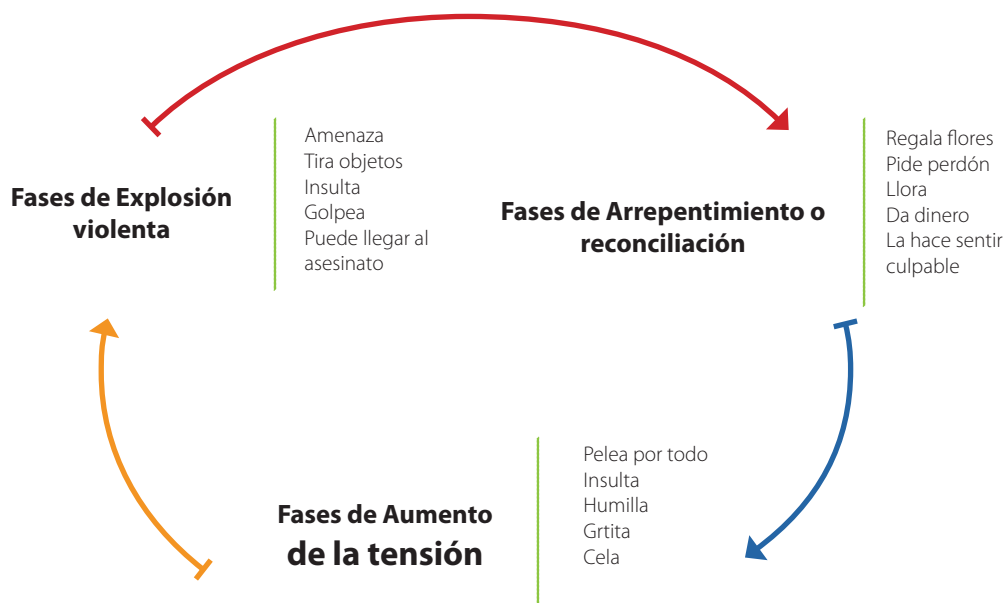 Fases de Explosión
violenta
Amenaza
Tira objetos
Insulta
Golpea
Puede llegar al
asesinato
Fases de Arrepentimiento o
reconciliación
Regala flores
Pide perdón
Llora
Da dinero
La hace sentir
culpable
Fases de Aumento
de la tensión
Pelea por todo
Insulta
Humilla
Grtita
Cela